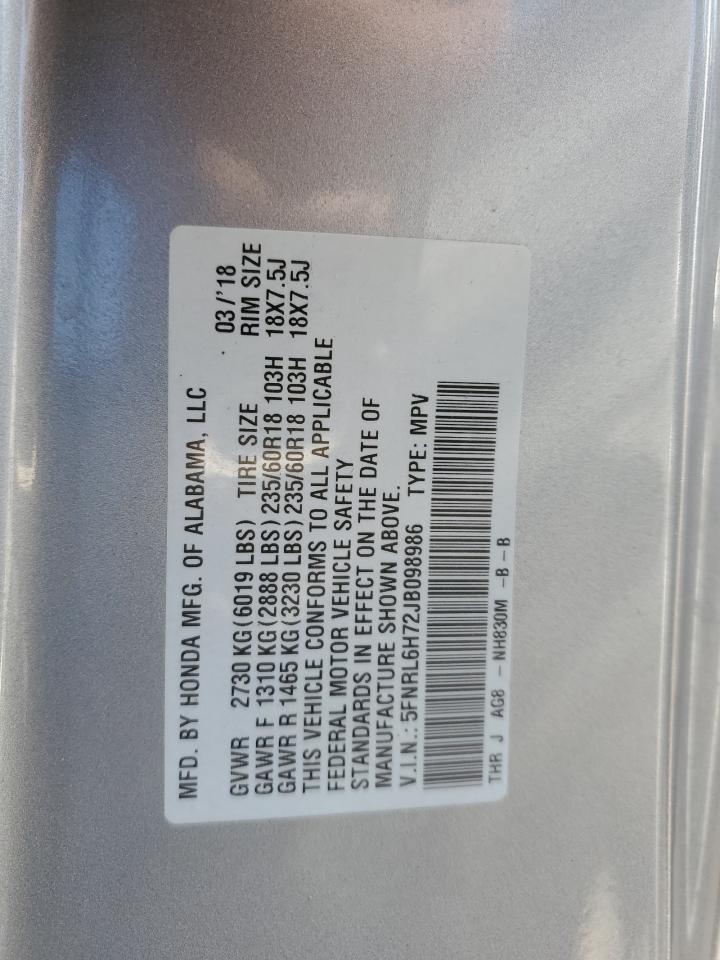 MFD. BY HONDA MFG. OF ALABAMA, LLC
03/'18
GVWR 2730 KG(6019 LBS) TIRE SIZE RIM SIZE
GAWR F 1310 KG(2888 LBS)235/60R18 103H 18X7.5J
GAWR R 1465 KG(3230 LBS)235/60R18 103H 18X7.5J
THIS VEHICLE CONFORMS TO ALL APPLICABLE
FEDERAL MOTOR VEHICLE SAFETY
STANDARDS IN EFFECT ON THE DATE OF
MANUFACTURE SHOWN ABOVE.
V.I.N.: 5FNRL6H72JB098986 TYPE: MPV
THR J AG8 - NH830M -B -B